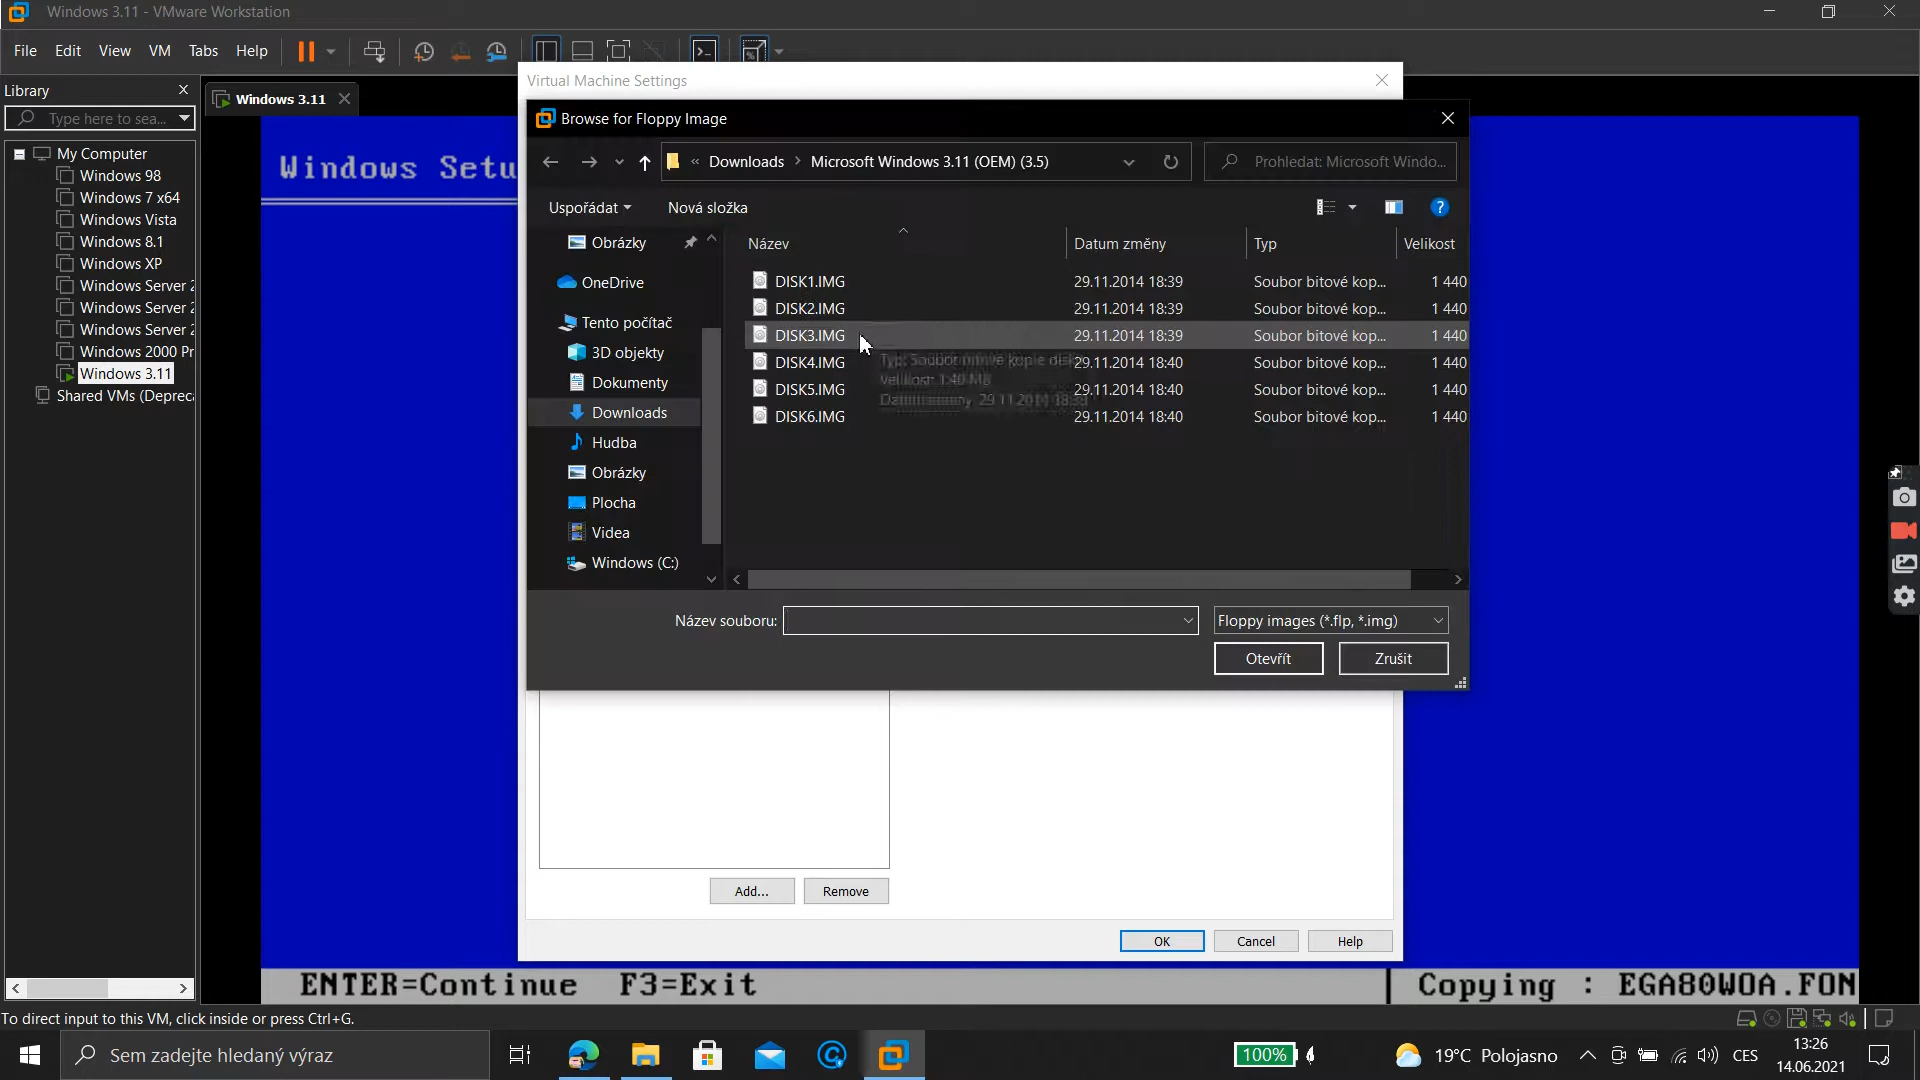 Windows 3.11 - VMware Workstation
File Edit View VM Tabs Help
Library
Type here to sea...
My Computer
Windows 98
Windows 7 x64
Windows Vista
Windows 8.1
Windows XP
Windows Server 2
Windows Server 2
Windows Server 2
Windows 2000 Pr
Windows 3.11
Shared VMs (Depreca
Windows 3.11
Windows Setu
Virtual Machine Settings
Browse for Floppy Image
« Downloads > Microsoft Windows 3.11 (OEM) (3.5)
Prohledat: Microsoft Windo...
Uspořádat Nová složka
Obrázky
OneDrive
Tento počítač
3D objekty
Dokumenty
Downloads
Hudba
Obrázky
Plocha
Videa
Windows (C:)
Název Datum změny Typ Velikost
DISK1.IMG 29.11.2014 18:39 Soubor bitové kop... 1 440
DISK2.IMG 29.11.2014 18:39 Soubor bitové kop... 1 440
DISK3.IMG 29.11.2014 18:39 Soubor bitové kop... 1 440
DISK4.IMG 29.11.2014 18:40 Soubor bitové kop... 1 440
DISK5.IMG 29.11.2014 18:40 Soubor bitové kop... 1 440
DISK6.IMG 29.11.2014 18:40 Soubor bitové kop... 1 440
Název souboru:
Floppy images (*.flp, *.img)
Otevřít Zrušit
Add... Remove
OK Cancel Help
ENTER=Continue F3=Exit Copying : EGA80WOA.FON
To direct input to this VM, click inside or press Ctrl+G.
Sem zadejte hledaný výraz
100%
19°C Polojasno
CES
13:26
14.06.2021